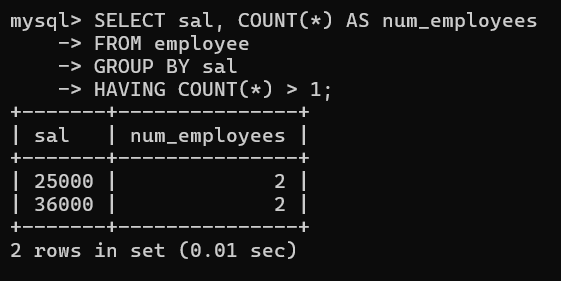 mysql> SELECT sal, COUNT(*) AS num_employees
    -> FROM employee
    -> GROUP BY sal
    -> HAVING COUNT(*) > 1;
+-------+---------------+
| sal   | num_employees |
+-------+---------------+
| 25000 |             2 |
| 36000 |             2 |
+-------+---------------+
2 rows in set (0.01 sec)